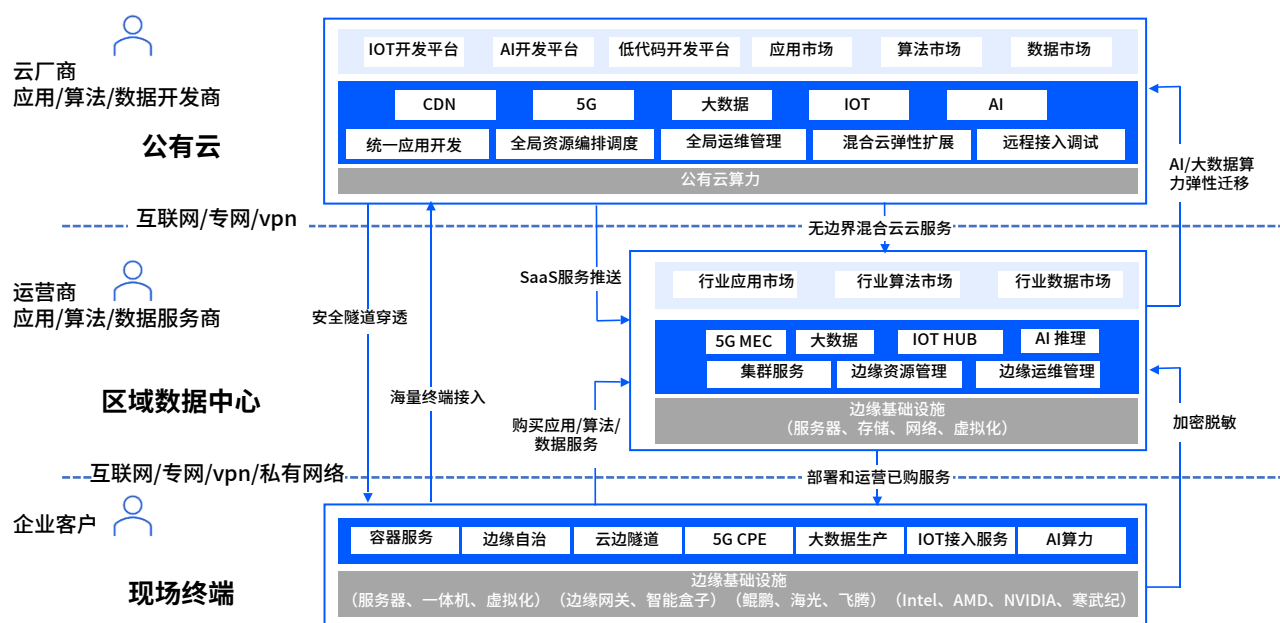 IOT开发平台
AI开发平台
低代码开发平台
应用市场
算法市场
数据市场
云厂商
应用/算法/数据开发商
公有云
CDN
5G
大数据
IOT
AI
统一应用开发
全局资源编排调度
全局运维管理
混合云弹性扩展
远程接入调试
公有云算力
AI/大数据算
力弹性迁移
互联网/专网/vpn
无边界混合云云服务
运营商
应用/算法/数据服务商
区域数据中心
SaaS服务推送
安全隧道穿透
海量终端接入
购买应用/算法/
数据服务
行业应用市场
行业算法市场
行业数据市场
5G MEC
大数据
IOT HUB
AI 推理
集群服务
边缘资源管理
边缘运维管理
边缘基础设施
（服务器、存储、网络、虚拟化）
加密脱敏
互联网/专网/vpn/私有网络
部署和运营已购服务
企业客户
现场终端
容器服务
边缘自治
云边隧道
5G CPE
大数据生产
IOT接入服务
AI算力
边缘基础设施
（服务器、一体机、虚拟化）（边缘网关、智能盒子）（鲲鹏、海光、飞腾）（Intel、AMD、NVIDIA、寒武纪）